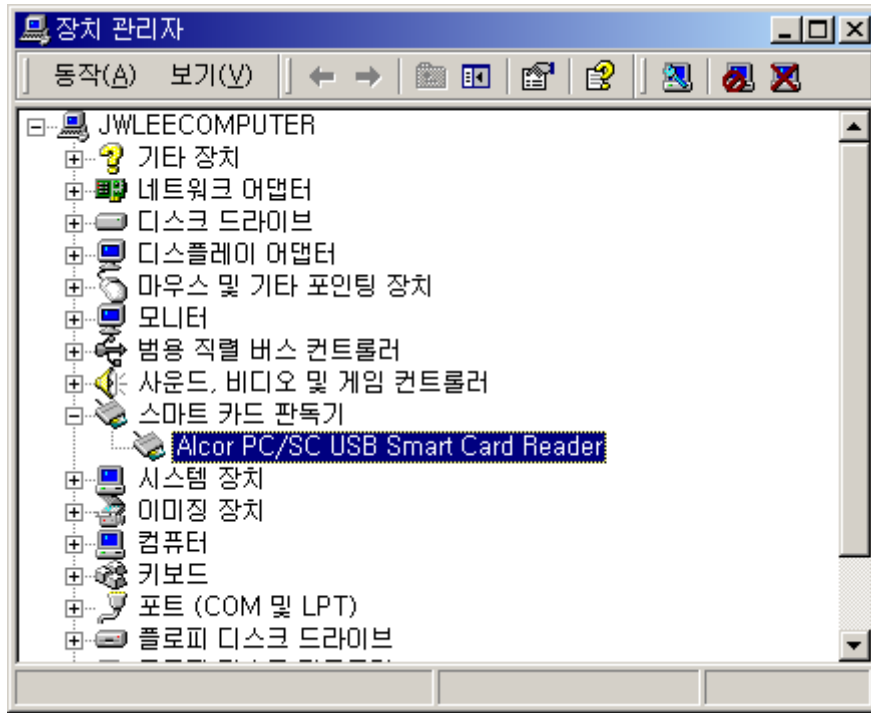 장치 관리자
동작(A) 보기(V)
JWLEECOMPUTER
기타 장치
네트워크 어댑터
디스크 드라이브
디스플레이 어댑터
마우스 및 기타 포인팅 장치
모니터
범용 직렬 버스 컨트롤러
사운드, 비디오 및 게임 컨트롤러
스마트 카드 판독기
Alcor PC/SC USB Smart Card Reader
시스템 장치
이미징 장치
컴퓨터
키보드
포트 (COM 및 LPT)
플로피 디스크 드라이브